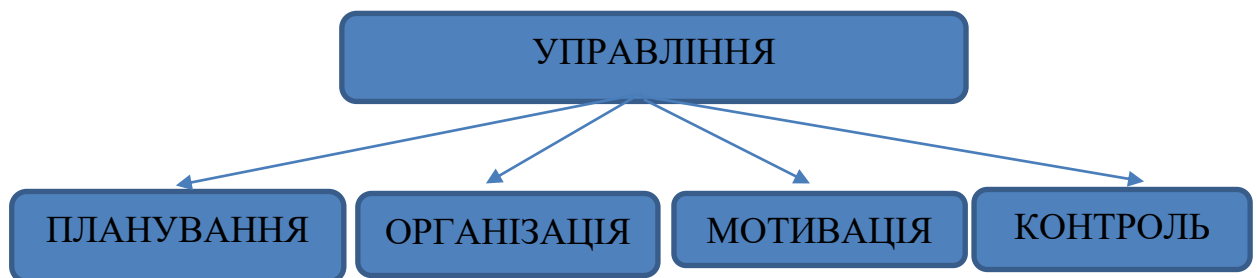 УПРАВЛІННЯ
ПЛАНУВАННЯ
ОРГАНІЗАЦІЯ
МОТИВАЦІЯ
КОНТРОЛЬ